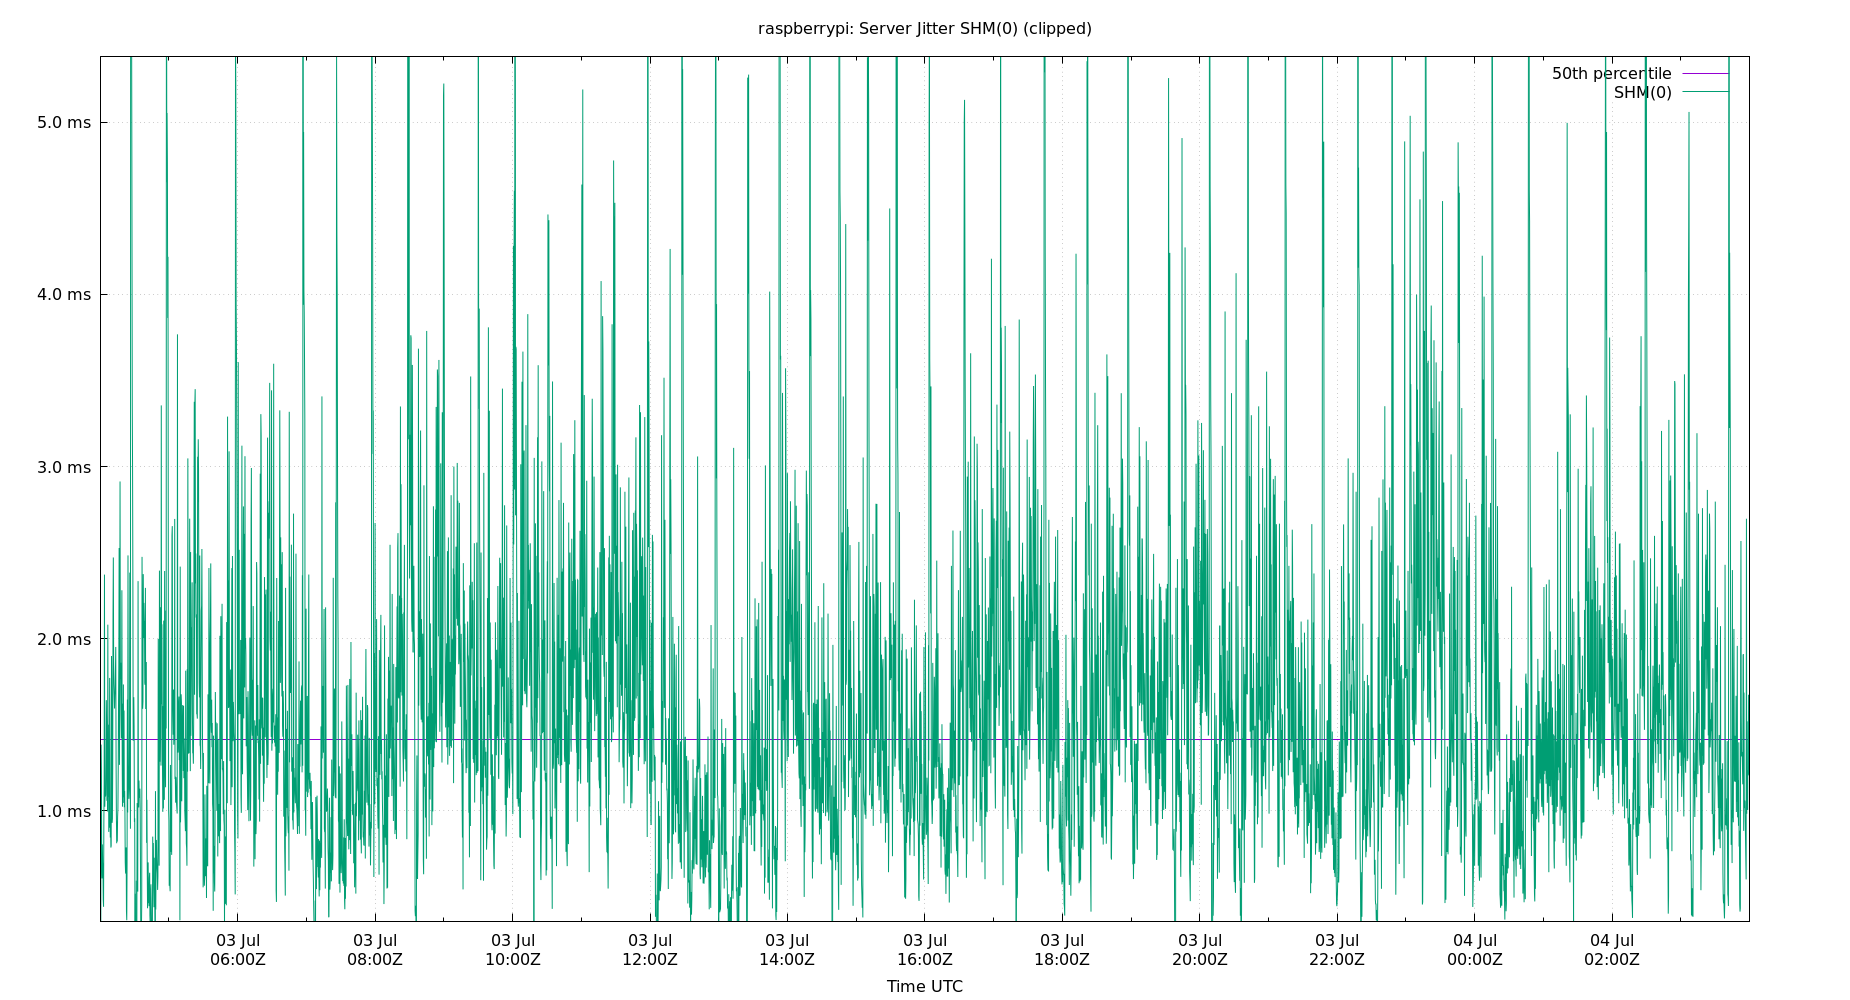 raspberrypi: Server Jitter SHM(0) (clipped)
50th percentile
SHM(0)
5.0 ms
4.0 ms
3.0 ms
2.0 ms
1.0 ms
03 Jul 03 Jul 03 Jul 03 Jul 03 Jul 03 Jul 03 Jul 03 Jul 03 Jul 04 Jul 04 Jul
06:00Z 08:00Z 10:00Z 12:00Z 14:00Z 16:00Z 18:00Z 20:00Z 22:00Z 00:00Z 02:00Z
Time UTC